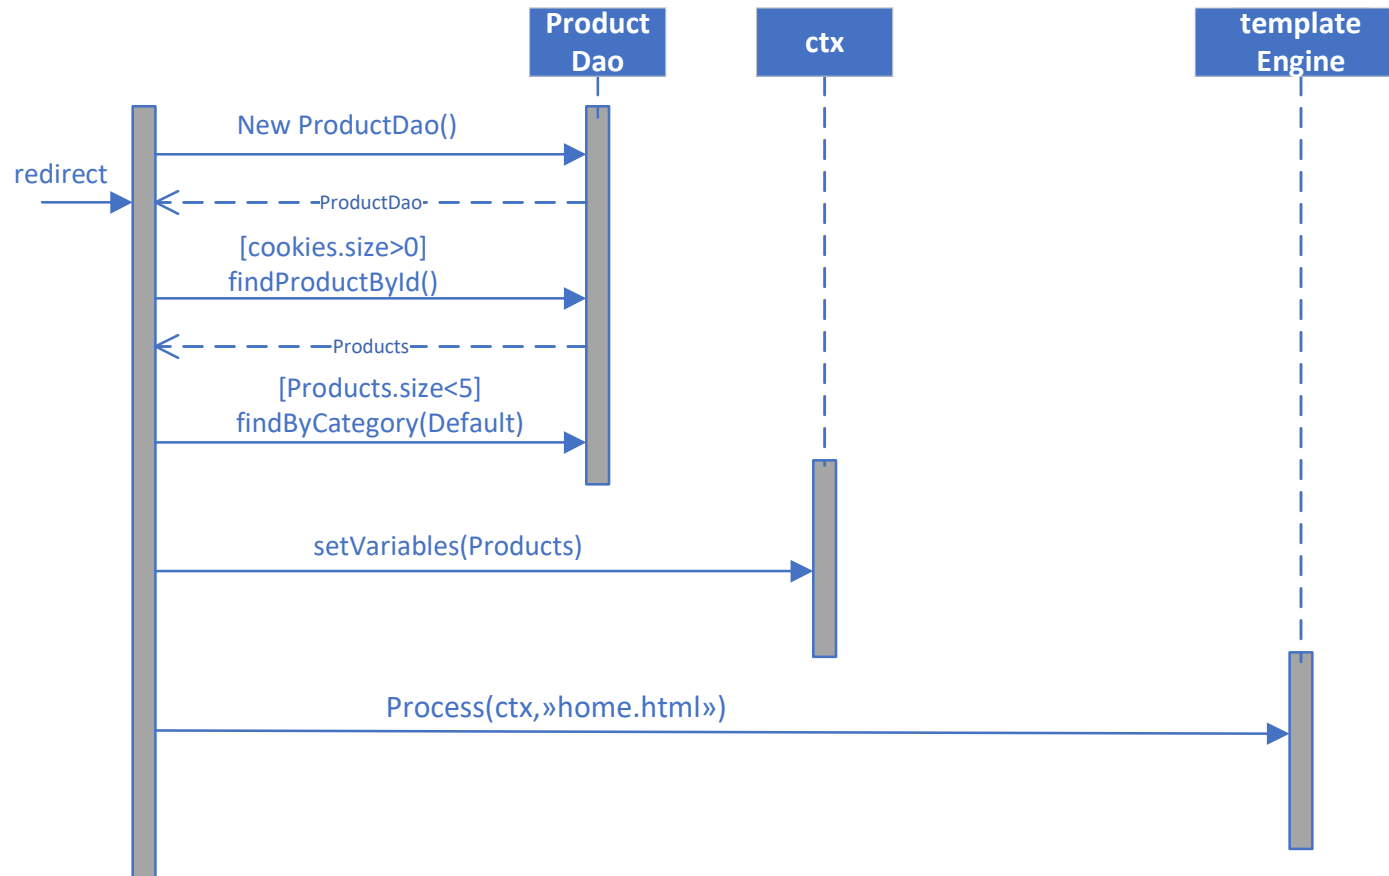 Product
Dao
ctx
template
Engine
New ProductDao()
redirect
ProductDao
[cookies.size>0]
findProductById()
Products
[Products.size<5]
findByCategory(Default)
setVariables(Products)
Process(ctx,»home.html»)